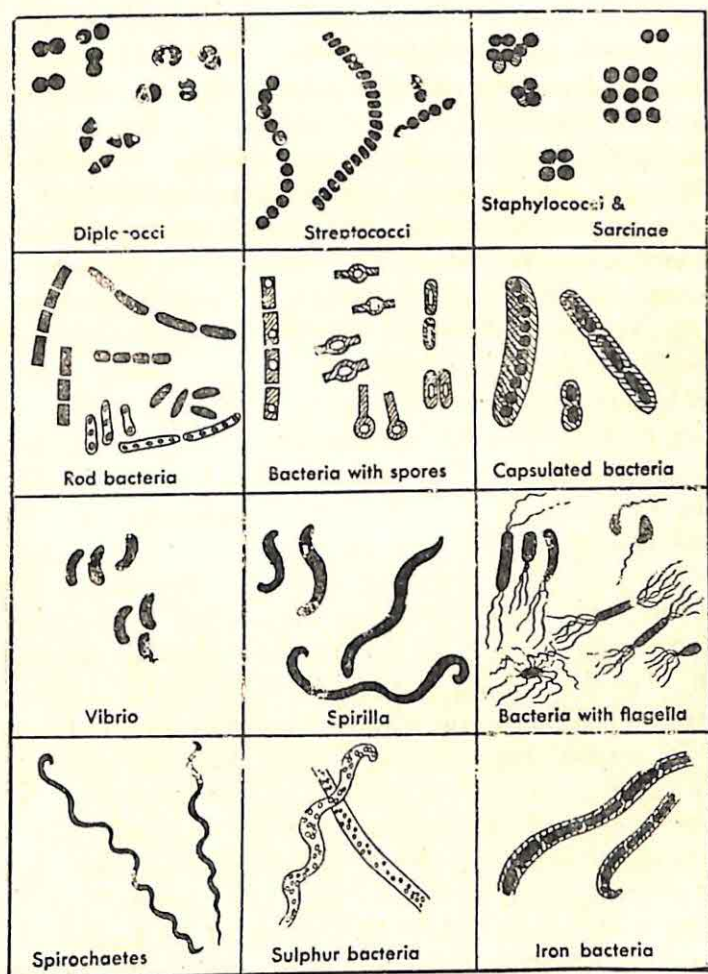 Diplococci
Streptococci
Staphylococci &
Sarcinae
Rod bacteria
Bacteria with spores
Capsulated bacteria
Vibrio
Spirilla
Bacteria with flagella
Spirochaetes
Sulphur bacteria
Iron bacteria